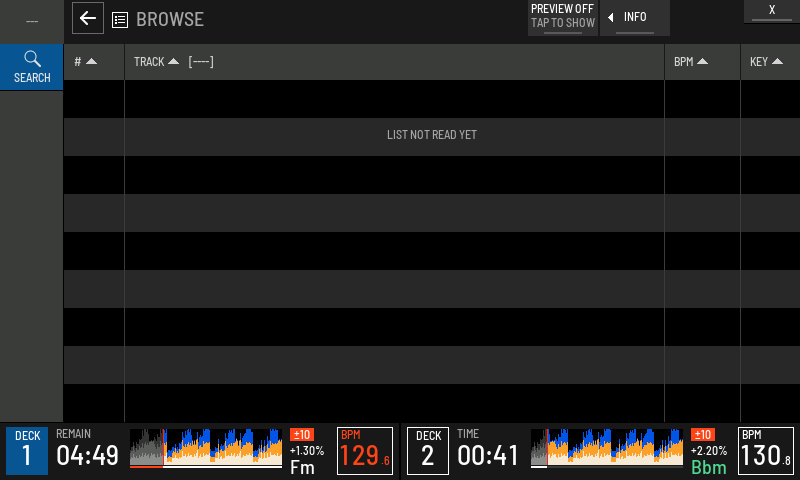 ---
BROWSE
PREVIEW OFF
TAP TO SHOW
INFO
X
SEARCH
# TRACK [----] BPM KEY
LIST NOT READ YET
DECK
1
REMAIN
04:49
±10
+1.30%
Fm
BPM
129.6
DECK
2
TIME
00:41
±10
+2.20%
Bbm
BPM
130.8